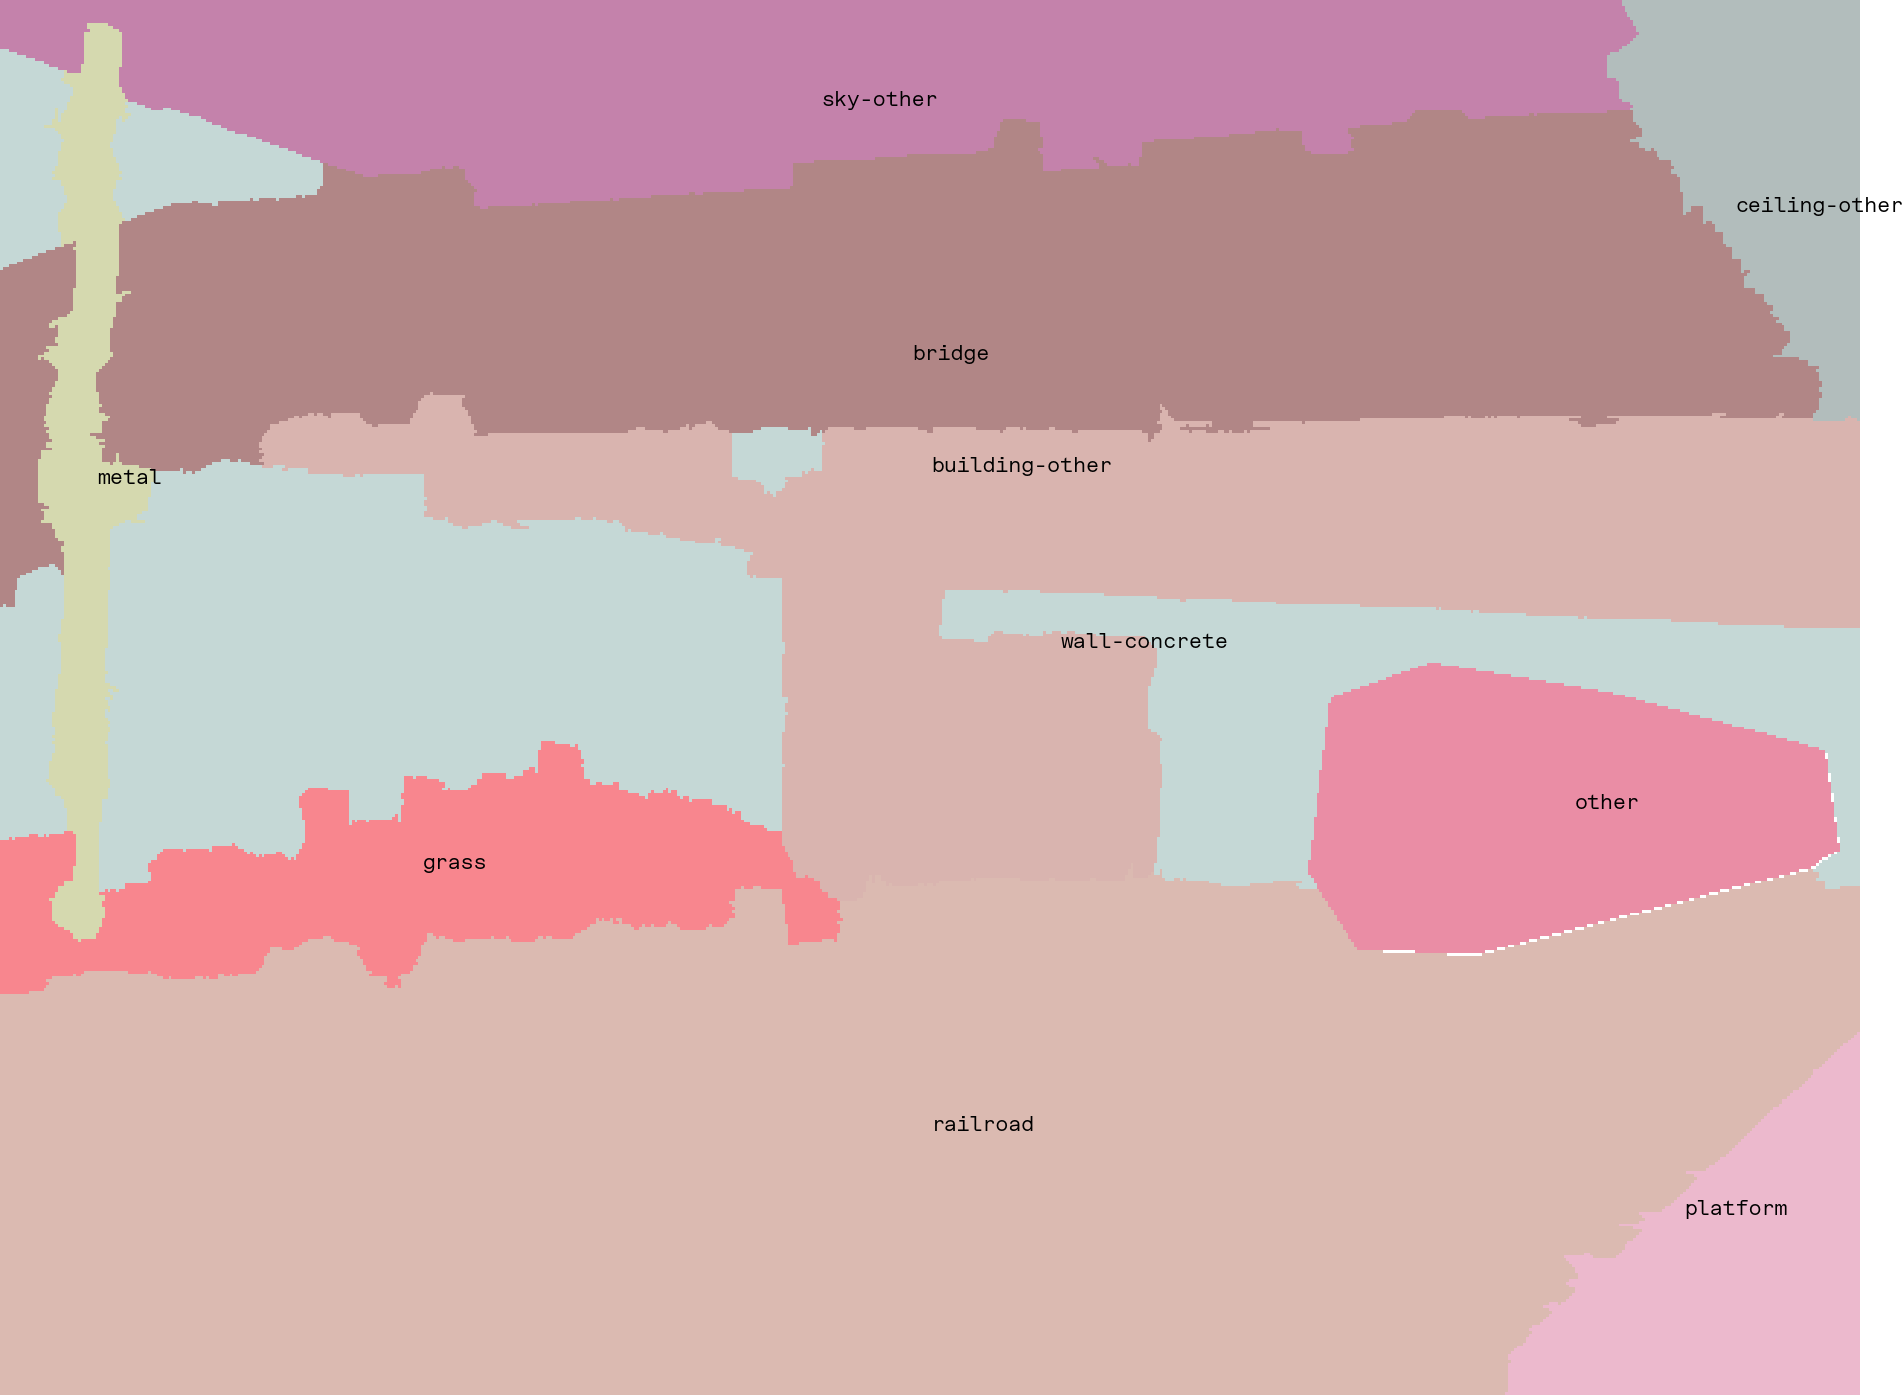 sky-other
ceiling-other
bridge
building-other
metal
wall-concrete
other
grass
railroad
platform